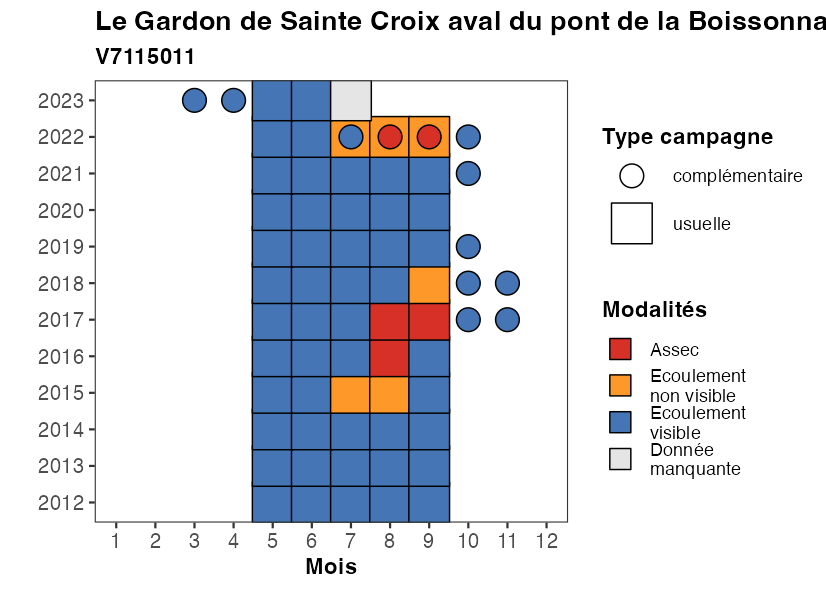 Le Gardon de Sainte Croix aval du pont de la Boissonna
V7115011
2023
2022
2021
2020
2019
2018
2017
2016
2015
2014
2013
2012
1 2 3 4 5 6 7 8 9 10 11 12
Mois
Type campagne
complémentaire
usuelle
Modalités
Assec
Ecoulement
non visible
Ecoulement
visible
Donnée
manquante